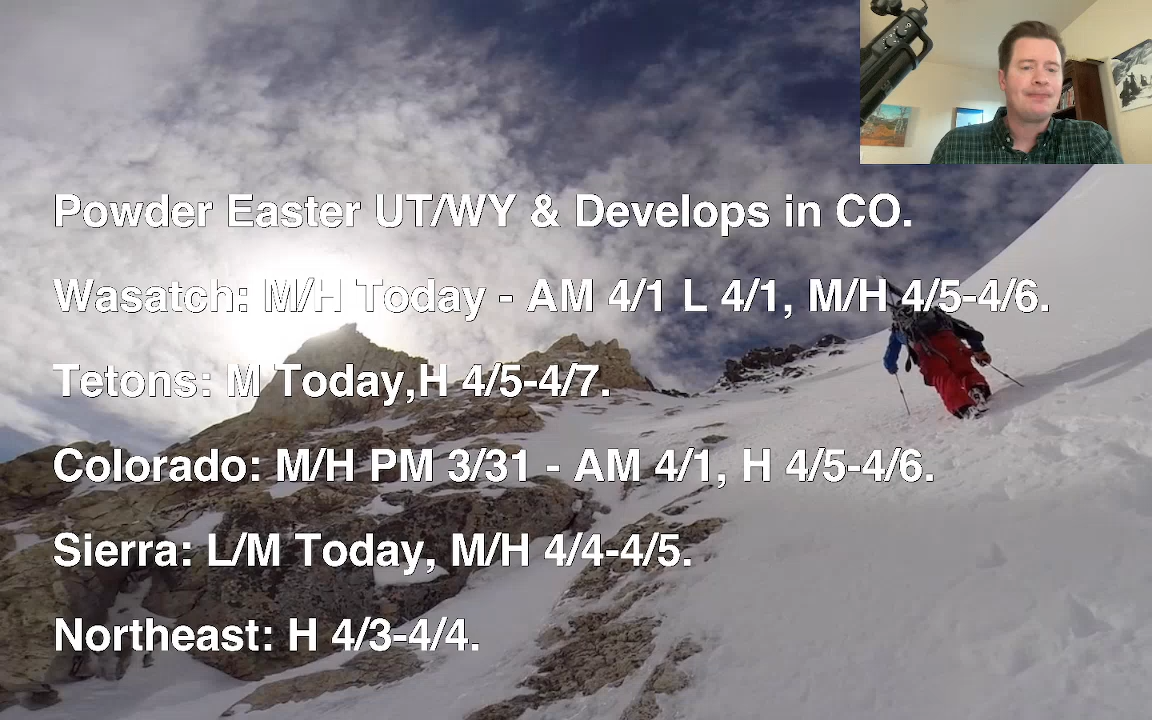 Powder Easter UT/WY & Develops in CO.
Wasatch: M/H Today - AM 4/1 L 4/1, M/H 4/5-4/6.
Tetons: M Today,H 4/5-4/7.
Colorado: M/H PM 3/31 - AM 4/1, H 4/5-4/6.
Sierra: L/M Today, M/H 4/4-4/5.
Northeast: H 4/3-4/4.